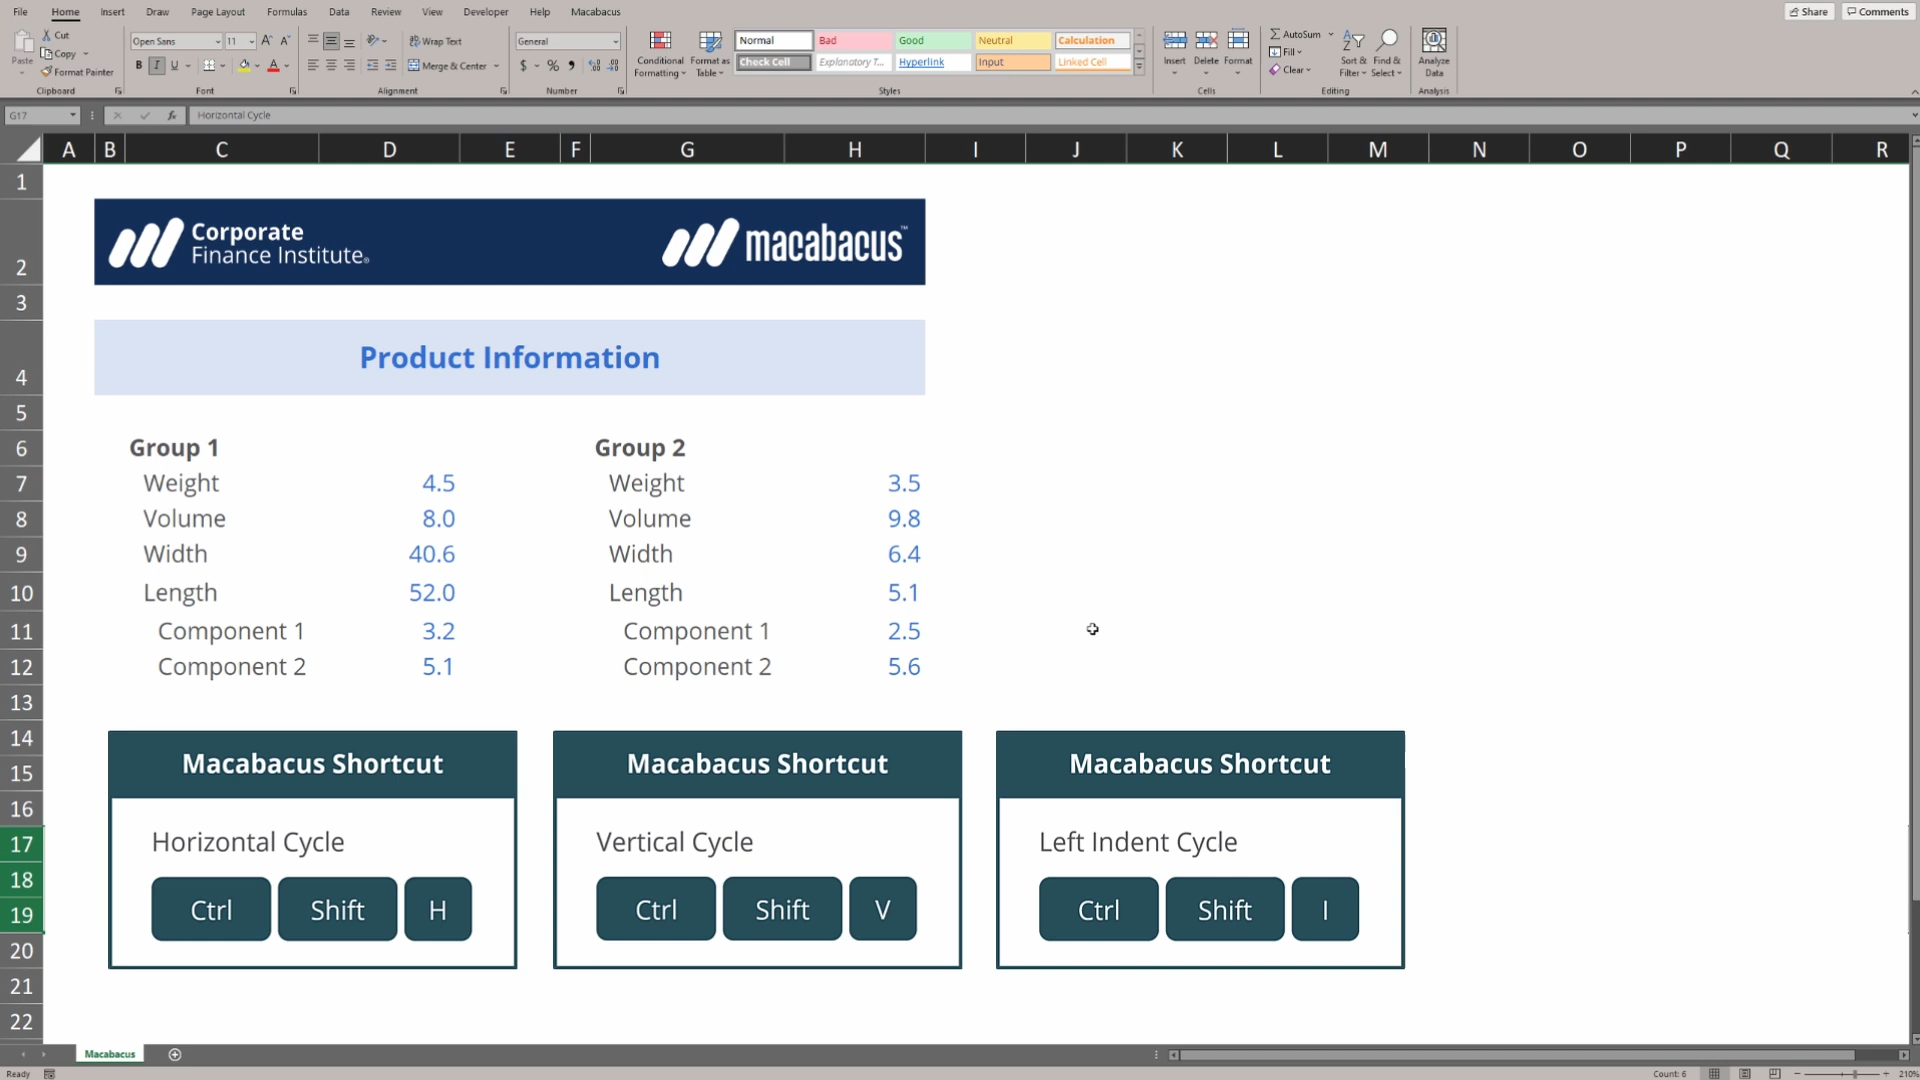 File Home Insert Draw Page Layout Formulas Data Review View Developer Help Macabacus Share Comments
Paste Cut Copy Format Painter Clipboard
Open Sans 11 A A B I U A Font
Wrap Text Merge & Center Alignment
General $ % Number
Conditional Formatting Format as Table
Normal Bad Good Neutral Calculation
Check Cell Explanatory T... Hyperlink Input Linked Cell
Styles
Insert Delete Format Cells
AutoSum Fill Clear Sort & Filter Find & Select Editing
Analyze Data Analysis
G17 fx Horizontal Cycle
A B C D E F G H I J K L M N O P Q R
1
2 Corporate Finance Institute® macabacus™
3
4 Product Information
5
6 Group 1 Group 2
7 Weight 4.5 Weight 3.5
8 Volume 8.0 Volume 9.8
9 Width 40.6 Width 6.4
10 Length 52.0 Length 5.1
11 Component 1 3.2 Component 1 2.5
12 Component 2 5.1 Component 2 5.6
13
14
15 Macabacus Shortcut Macabacus Shortcut Macabacus Shortcut
16
17 Horizontal Cycle Vertical Cycle Left Indent Cycle
18
19 Ctrl Shift H Ctrl Shift V Ctrl Shift I
20
21
22
Macabacus
Ready Count: 6 210%